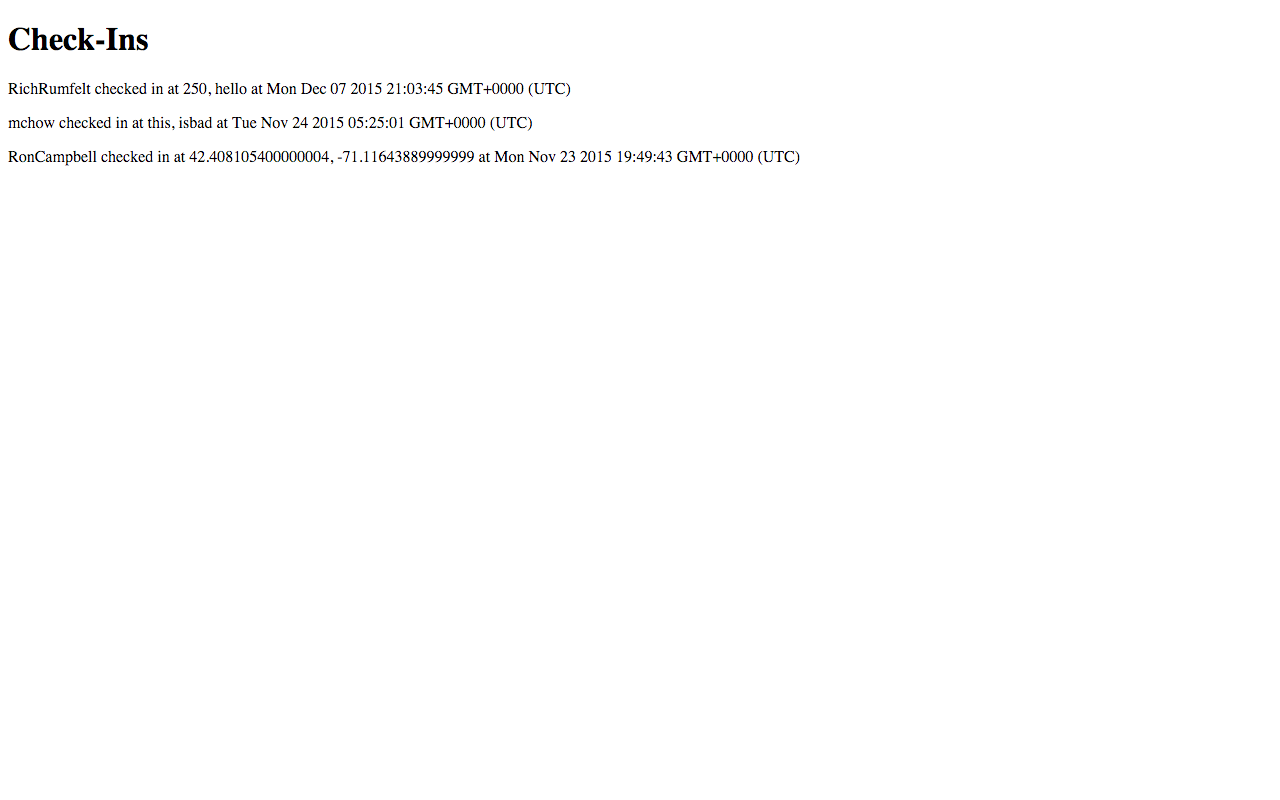 Check-Ins
RichRumfelt checked in at 250, hello at Mon Dec 07 2015 21:03:45 GMT+0000 (UTC)
mchow checked in at this, isbad at Tue Nov 24 2015 05:25:01 GMT+0000 (UTC)
RonCampbell checked in at 42.408105400000004, -71.11643889999999 at Mon Nov 23 2015 19:49:43 GMT+0000 (UTC)